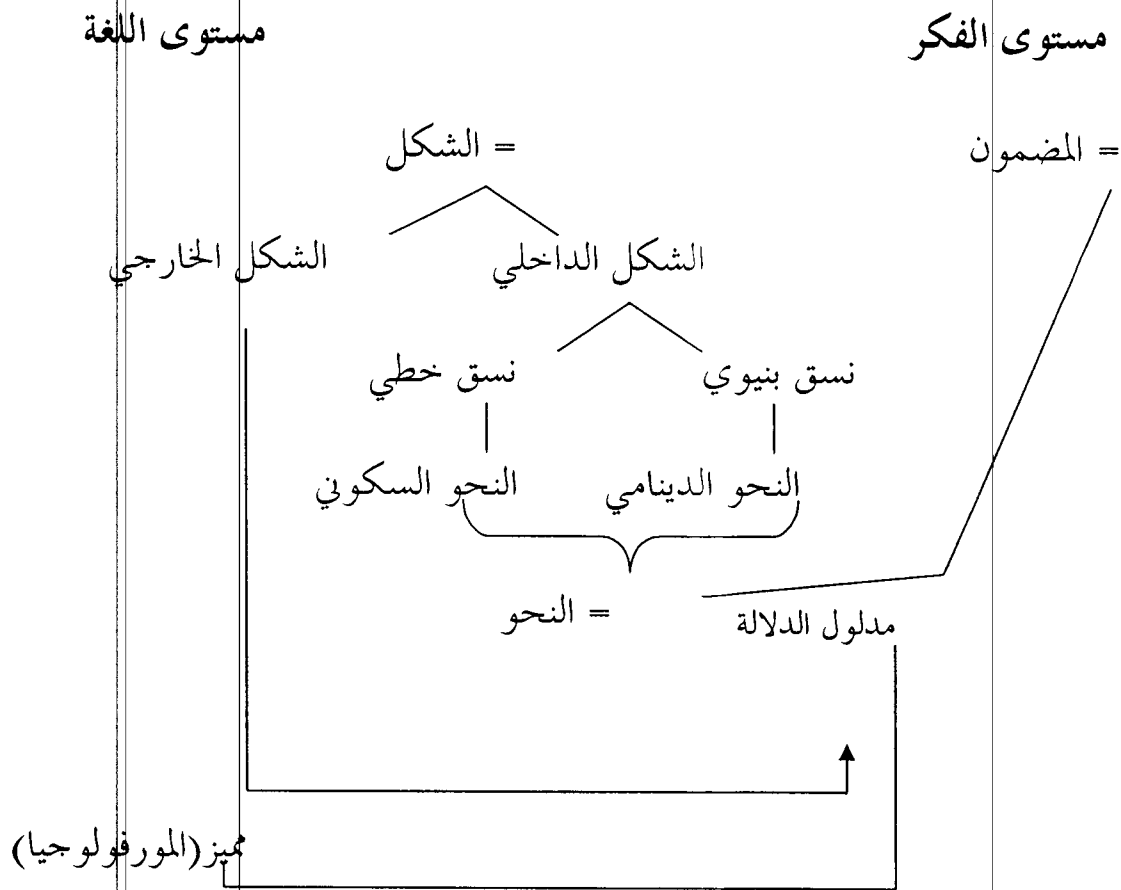 مستوى الفكر مستوى اللغة
= المضمون = الشكل
الشكل الداخلي الشكل الخارجي
نسق بنيوي نسق خطي
النحو الدينامي النحو السكوني
مدلول الدلالة = النحو
مميز(المورفولوجيا)